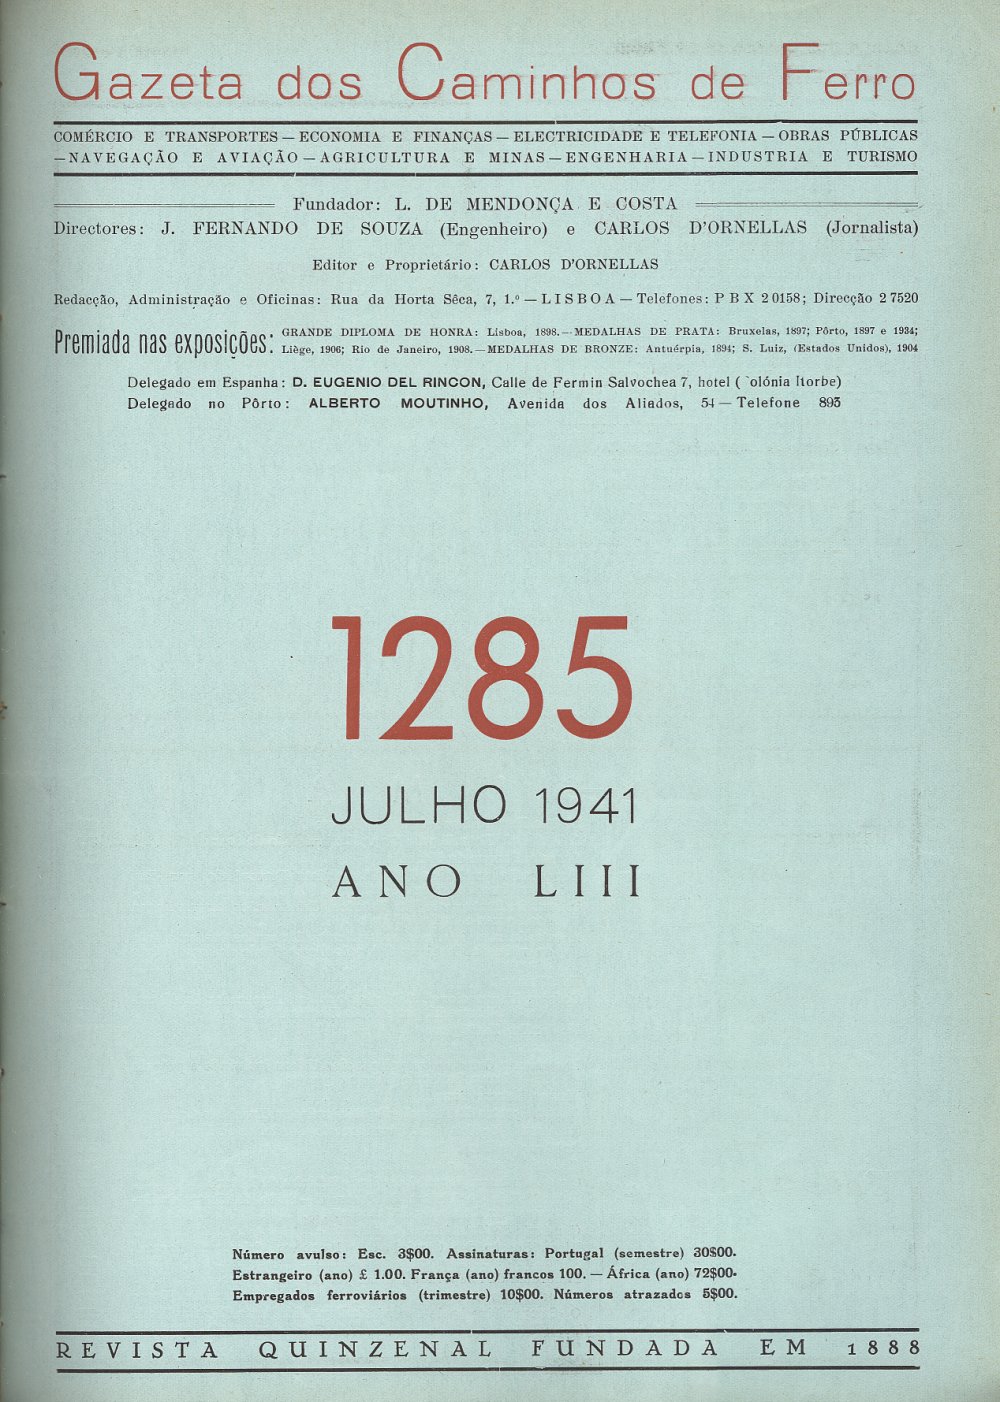 Gazeta dos Caminhos de Ferro
COMÉRCIO E TRANSPORTES — ECONOMIA E FINANÇAS — ELECTRICIDADE E TELEFONIA — OBRAS PÚBLICAS
— NAVEGAÇÃO E AVIAÇÃO — AGRICULTURA E MINAS — ENGENHARIA — INDUSTRIA E TURISMO
Fundador: L. DE MENDONÇA E COSTA
Directores: J. FERNANDO DE SOUZA (Engenheiro) e CARLOS D'ORNELLAS (Jornalista)
Editor e Proprietário: CARLOS D'ORNELLAS
Redacção, Administração e Oficinas: Rua da Horta Sêca, 7, 1.º — LISBOA — Telefones: PBX 20158; Direcção 27520
Premiada nas exposições:
GRANDE DIPLOMA DE HONRA: Lisboa, 1898. — MEDALHAS DE PRATA: Bruxelas, 1897; Pôrto, 1897 e 1934;
Liège, 1906; Rio de Janeiro, 1908. — MEDALHAS DE BRONZE: Antuérpia, 1894; S. Luiz, (Estados Unidos), 1904
Delegado em Espanha: D. EUGENIO DEL RINCON, Calle de Fermin Salvochea 7, hotel ( olónia Itorbe)
Delegado no Pôrto: ALBERTO MOUTINHO, Avenida dos Aliados, 54 — Telefone 893
1285
JULHO 1941
ANO LIII
Número avulso: Esc. 3$00. Assinaturas: Portugal (semestre) 30$00.
Estrangeiro (ano) £ 1.00. França (ano) francos 100. — África (ano) 72$00.
Empregados ferroviários (trimestre) 10$00. Números atrazados 5$00.
REVISTA QUINZENAL FUNDADA EM 1888